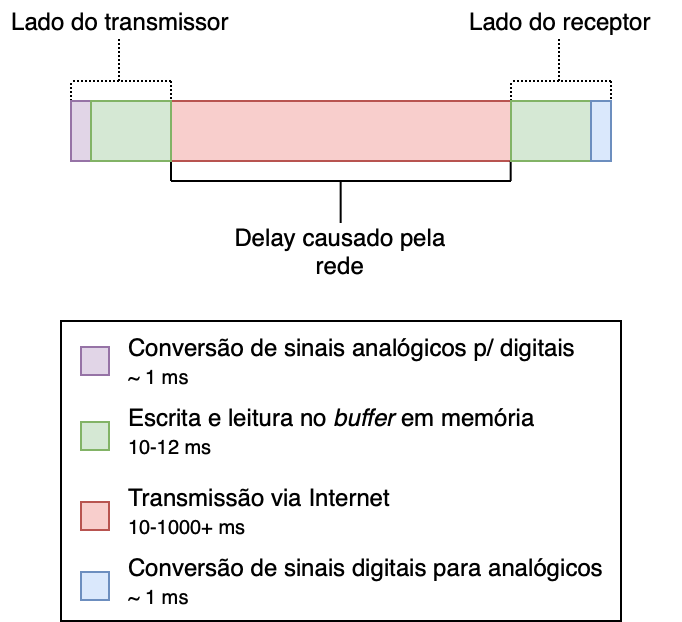 Lado do transmissor
Lado do receptor
Delay causado pela
rede
Conversão de sinais analógicos p/ digitais
~ 1 ms
Escrita e leitura no buffer em memória
10-12 ms
Transmissão via Internet
10-1000+ ms
Conversão de sinais digitais para analógicos
~ 1 ms